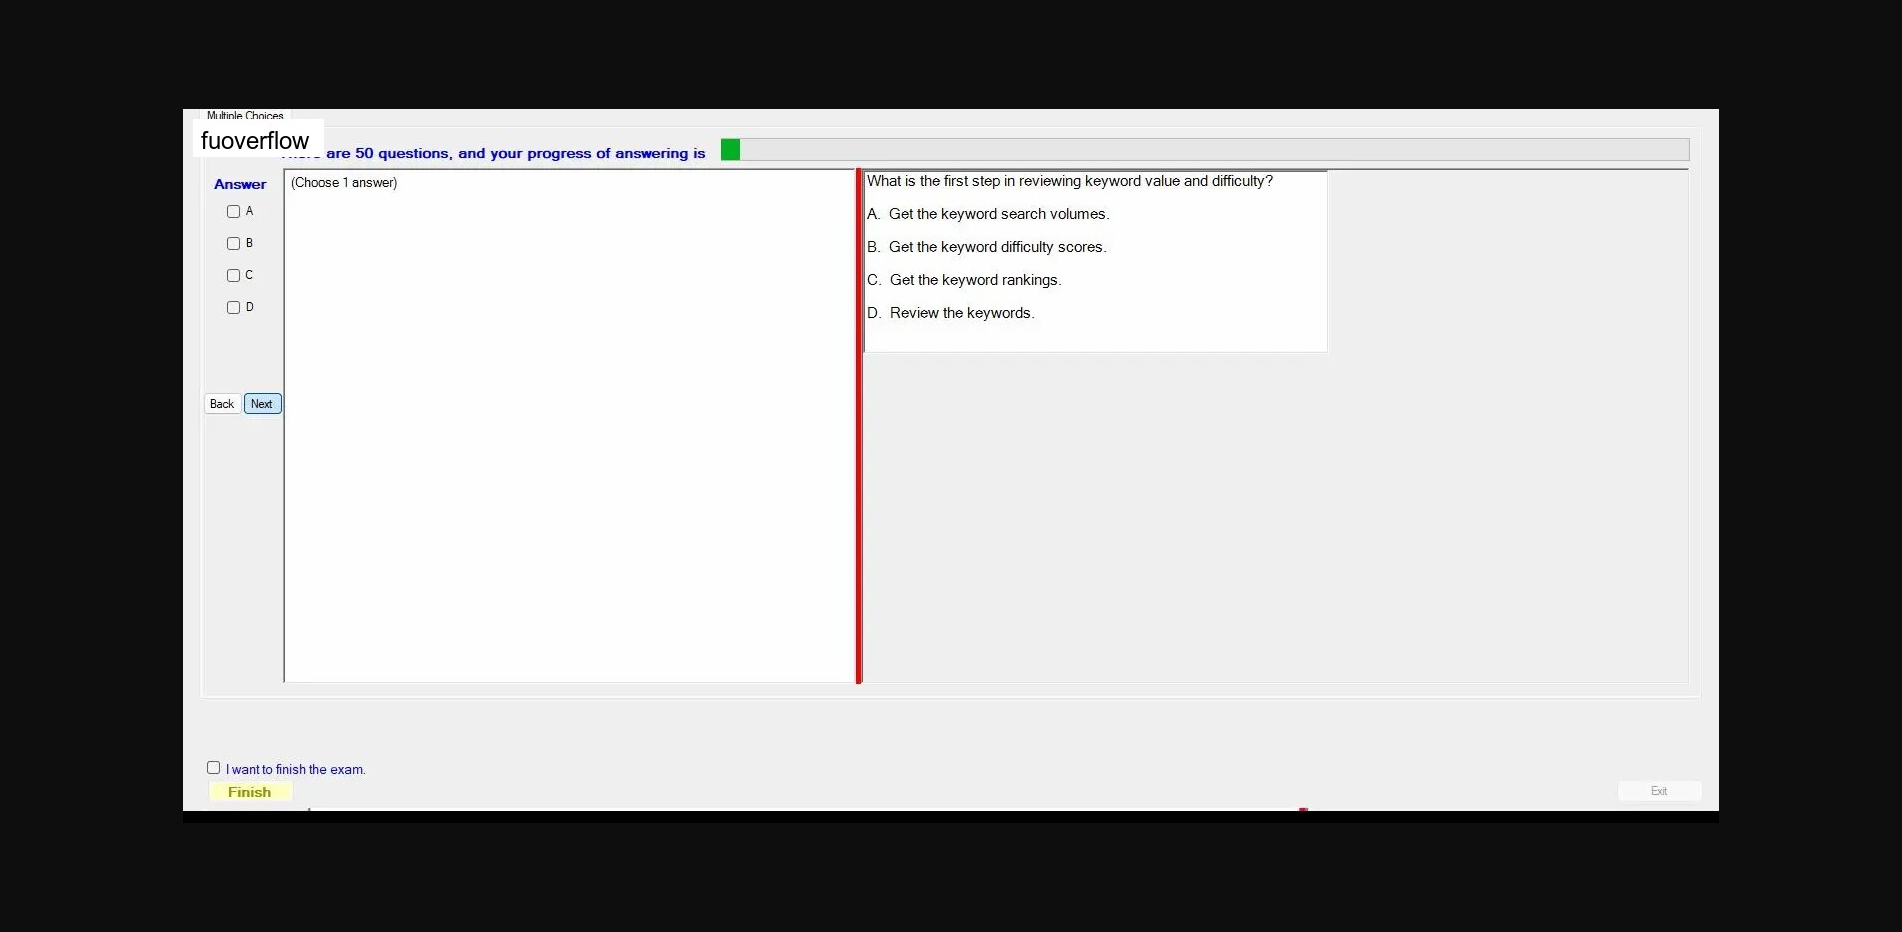 Multiple Choices
fuoverflow
are 50 questions, and your progress of answering is
Answer
(Choose 1 answer)
A
B
C
D
Back
Next
What is the first step in reviewing keyword value and difficulty?
A. Get the keyword search volumes.
B. Get the keyword difficulty scores.
C. Get the keyword rankings.
D. Review the keywords.
I want to finish the exam.
Finish
Exit